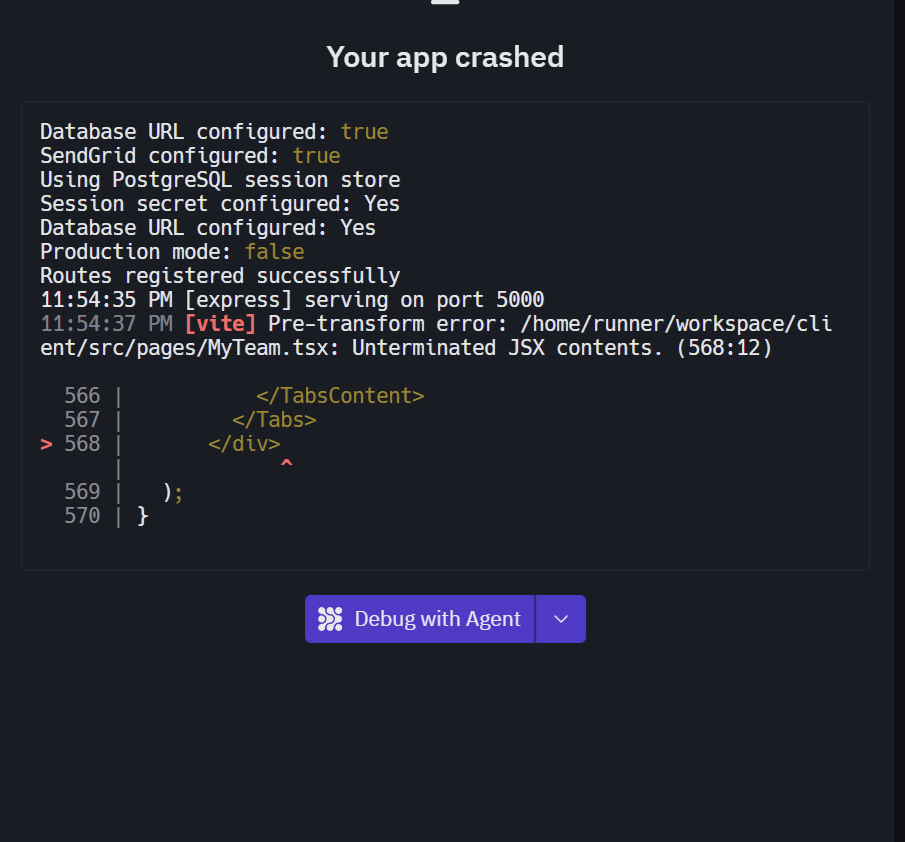 Your app crashed
Database URL configured: true
SendGrid configured: true
Using PostgreSQL session store
Session secret configured: Yes
Database URL configured: Yes
Production mode: false
Routes registered successfully
11:54:35 PM [express] serving on port 5000
11:54:37 PM [vite] Pre-transform error: /home/runner/workspace/cli
ent/src/pages/MyTeam.tsx: Unterminated JSX contents. (568:12)
  566 |           </TabsContent>
  567 |         </Tabs>
> 568 |       </div>
      |             ^
  569 |   );
  570 | }
Debug with Agent